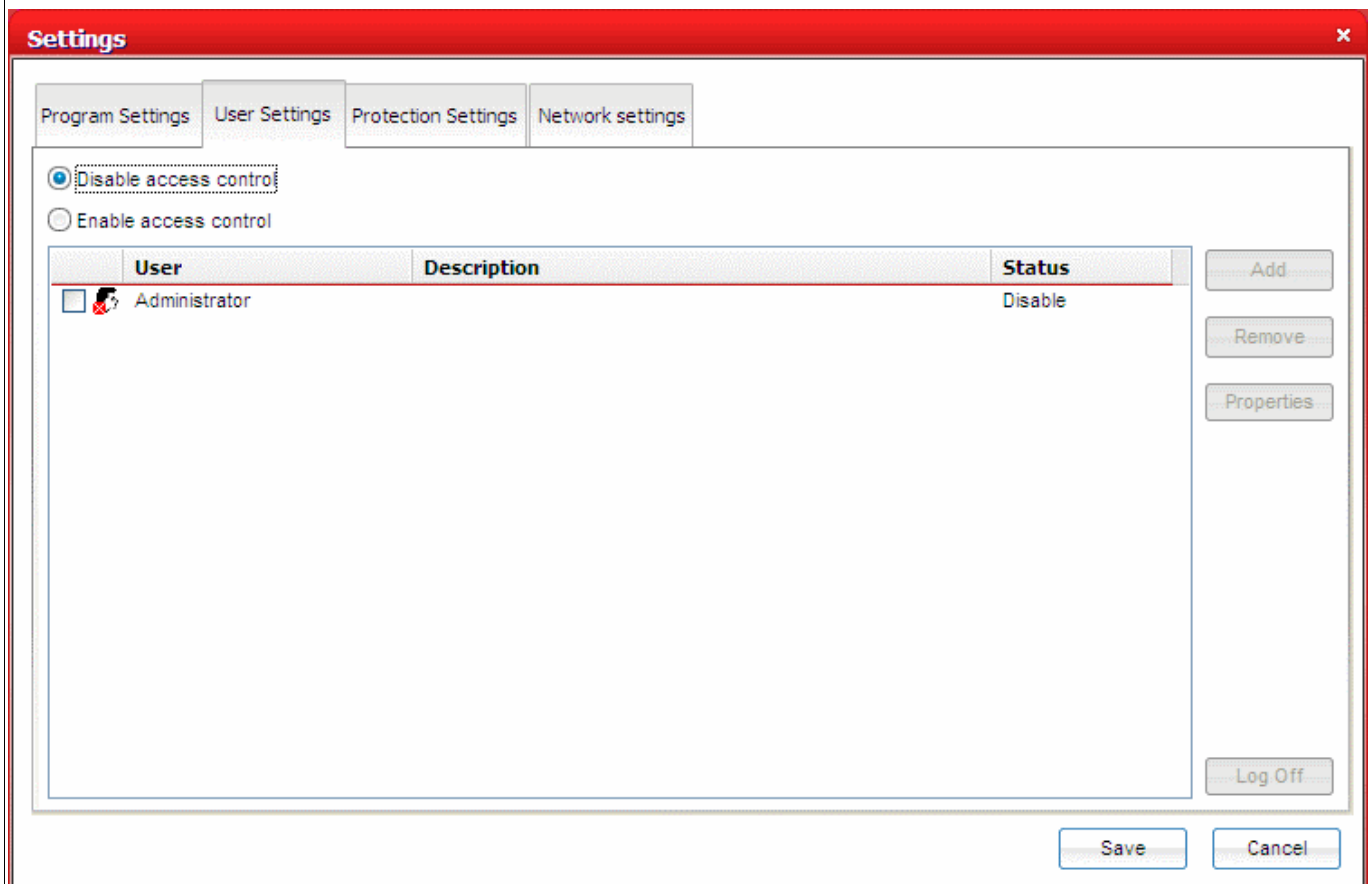 Settings
Program Settings User Settings Protection Settings Network settings
Disable access control
Enable access control
User Description Status
Administrator Disable
Add
Remove
Properties
Log Off
Save Cancel